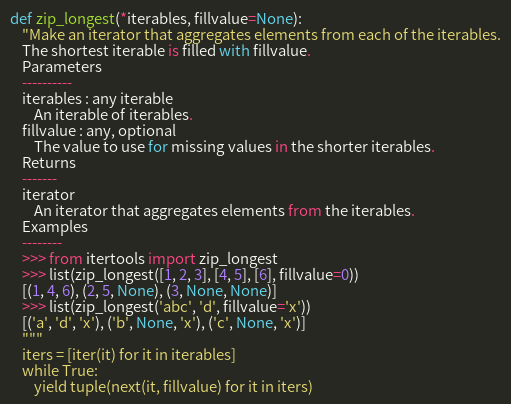 def zip_longest(*iterables, fillvalue=None):
"Make an iterator that aggregates elements from each of the iterables.
The shortest iterable is filled with fillvalue.
Parameters
----------
iterables : any iterable
An iterable of iterables.
fillvalue : any, optional
The value to use for missing values in the shorter iterables.
Returns
-------
iterator
An iterator that aggregates elements from the iterables.
Examples
--------
>>> from itertools import zip_longest
>>> list(zip_longest([1, 2, 3], [4, 5], [6], fillvalue=0))
[(1, 4, 6), (2, 5, None), (3, None, None)]
>>> list(zip_longest('abc', 'd', fillvalue='x'))
[('a', 'd', 'x'), ('b', None, 'x'), ('c', None, 'x')]
"""
iters = [iter(it) for it in iterables]
while True:
yield tuple(next(it, fillvalue) for it in iters)